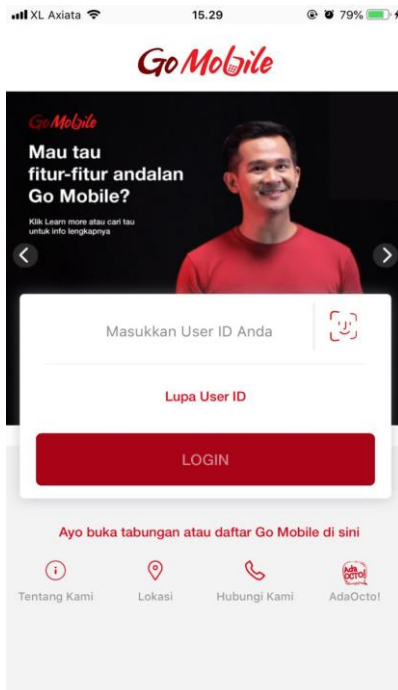 XL Axiata 15.29 79%
Go Mobile
Go Mobile
Mau tau
fitur-fitur andalan
Go Mobile?
Klik Learn more atau cari tau
untuk info lengkapnya
Masukkan User ID Anda
Lupa User ID
LOGIN
Ayo buka tabungan atau daftar Go Mobile di sini
Ada
OCTO!
Tentang Kami Lokasi Hubungi Kami AdaOcto!